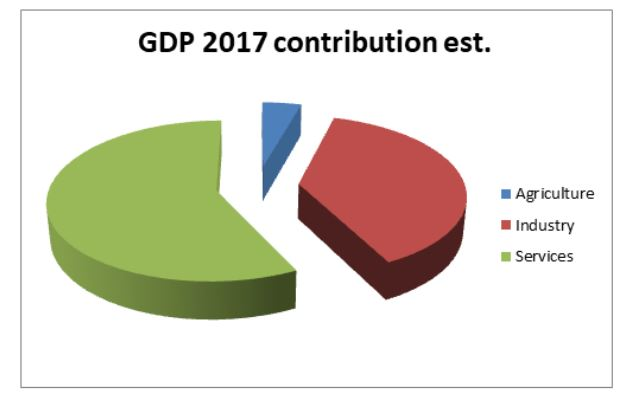 GDP 2017 contribution est.
Agriculture
Industry
Services